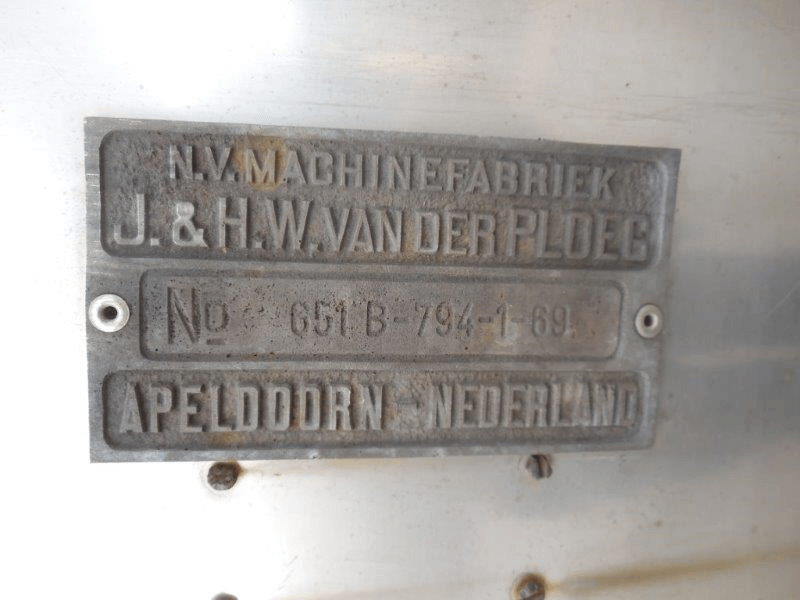 N.V. MACHINEFABRIEK
J. & H.W. VAN DER PLOEG
No 651 B-794-1-69
APELDOORN - NEDERLAND